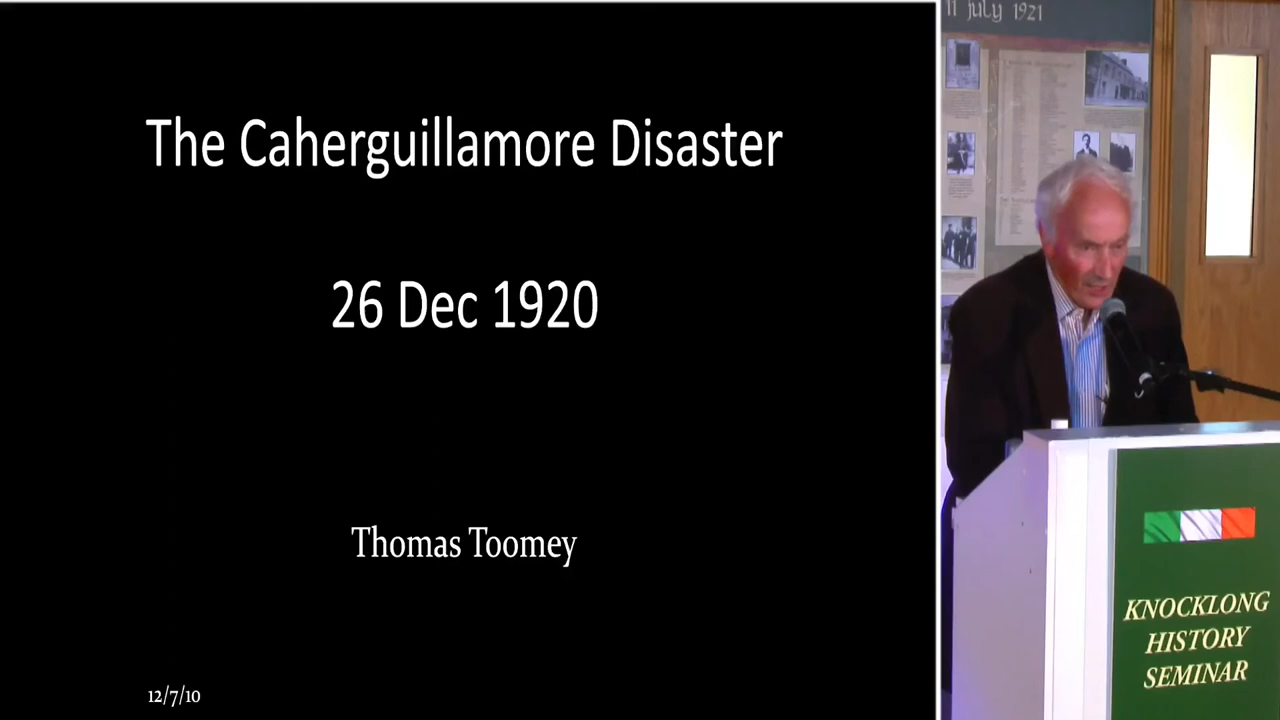 The Caherguillamore Disaster
26 Dec 1920
Thomas Toomey
12/7/10
11 july 1921
KNOCKLONG
HISTORY
SEMINAR